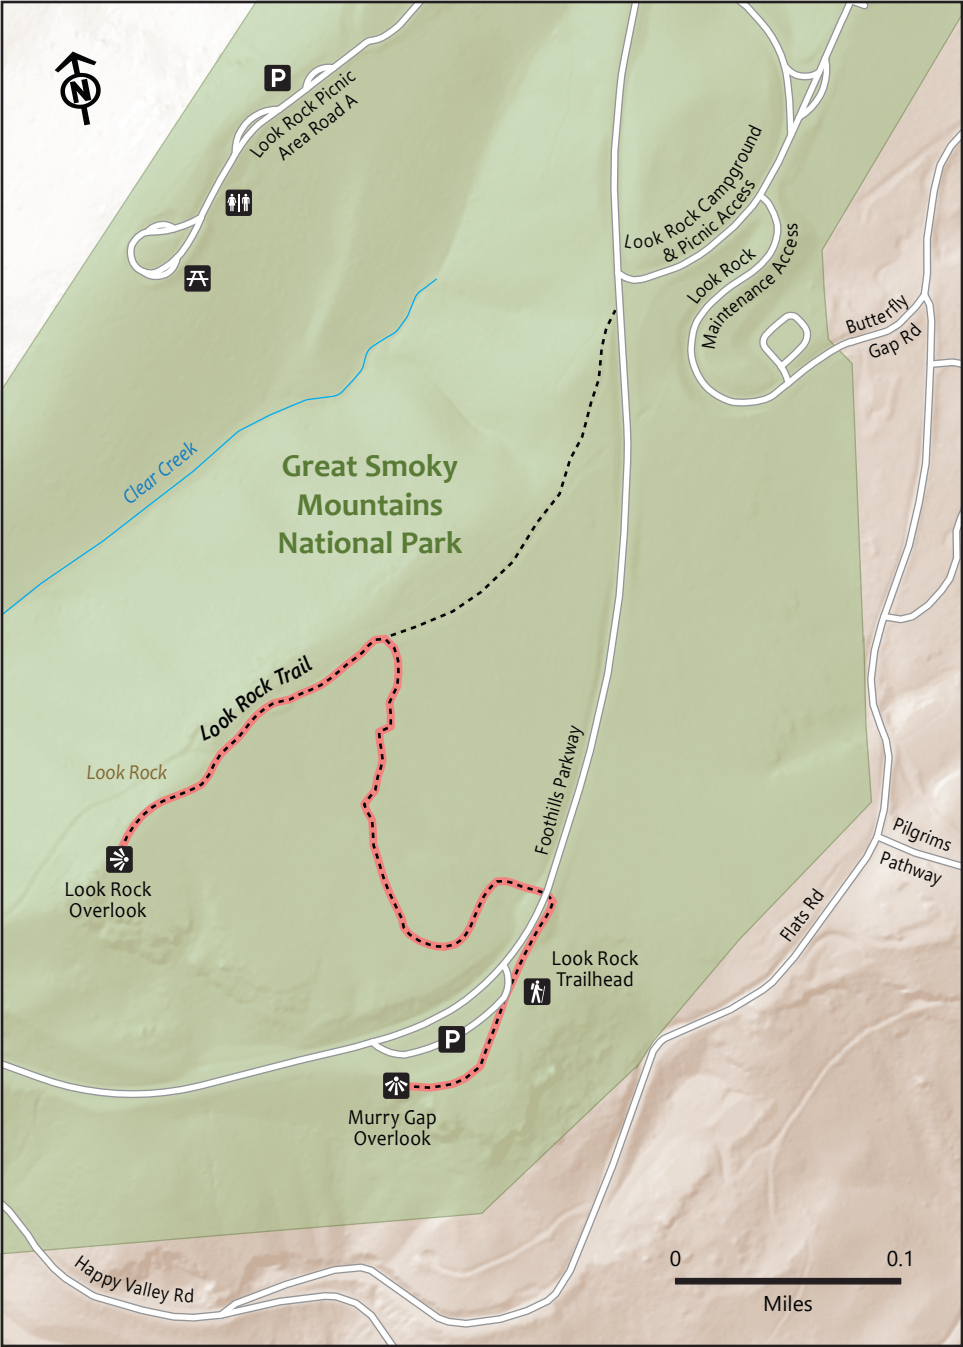 N
P
Look Rock Picnic
Area Road A
Look Rock Campground
& Picnic Access
Look Rock
Maintenance Access
Butterfly
Gap Rd
Clear Creek
Great Smoky
Mountains
National Park
Look Rock Trail
Look Rock
Look Rock
Overlook
Foothills Parkway
Pilgrims
Pathway
Flats Rd
Look Rock
Trailhead
P
Murry Gap
Overlook
Happy Valley Rd
0 0.1
Miles